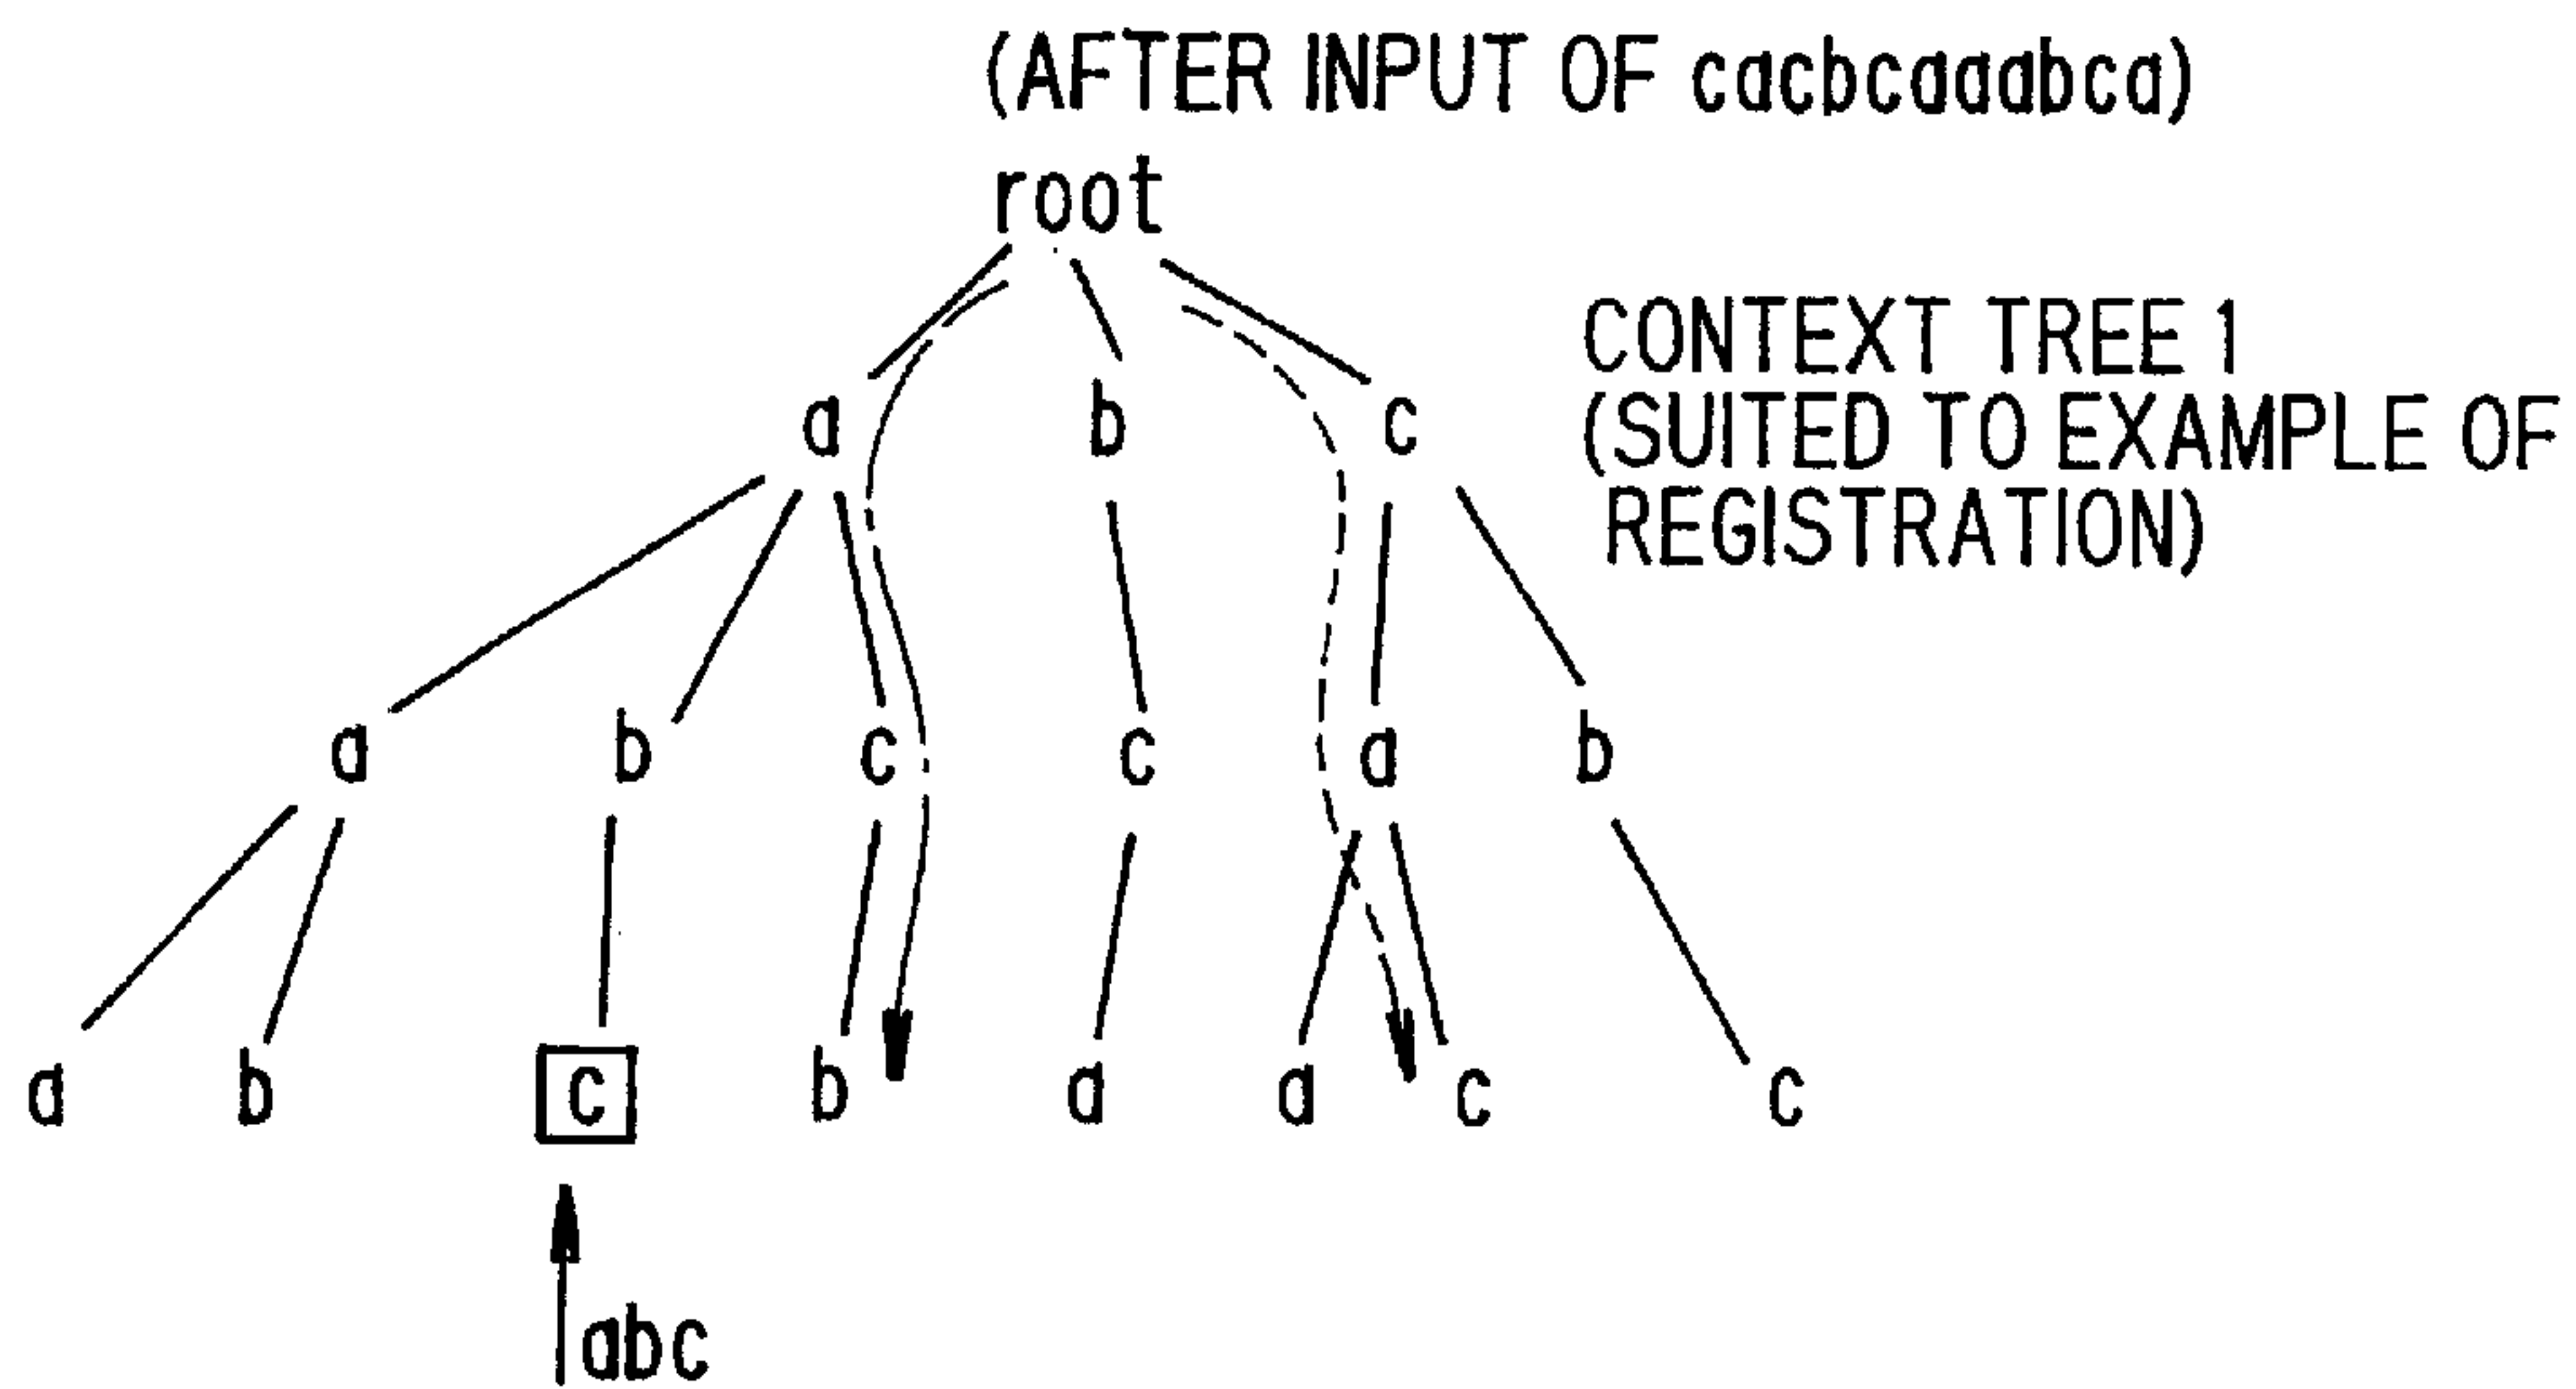 (AFTER INPUT OF cacbcaaabca)
root
CONTEXT TREE 1
(SUITED TO EXAMPLE OF
REGISTRATION)
a b c
a b c c a b
a b c b a a c c
abc